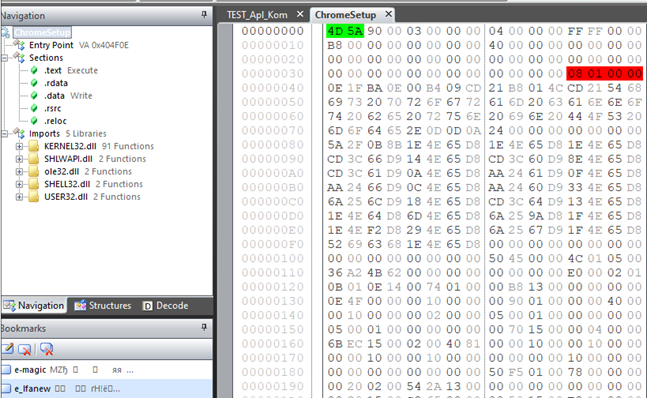 Navigation
ChromeSetup
Entry Point VA 0x404F0E
Sections
.text Execute
.rdata
.data Write
.rsrc
.reloc
Imports 5 Libraries
KERNEL32.dll 91 Functions
SHLWAPI.dll 2 Functions
ole32.dll 2 Functions
SHELL32.dll 2 Functions
USER32.dll 2 Functions
Navigation Structures Decode
Bookmarks
e-magic MZђ яя ...
e_lfanew
TEST_Apl_Kom ChromeSetup
00000000 4D 5A 90 00 03 00 00 00 04 00 00 00 FF FF 00 00
00000010 B8 00 00 00 00 00 00 00 40 00 00 00 00 00 00 00
00000020 00 00 00 00 00 00 00 00 00 00 00 00 00 00 00 00
00000030 00 00 00 00 00 00 00 00 00 00 00 00 08 01 00 00
00000040 0E 1F BA 0E 00 B4 09 CD 21 B8 01 4C CD 21 54 68
00000050 69 73 20 70 72 6F 67 72 61 6D 20 63 61 6E 6E 6F
00000060 74 20 62 65 20 72 75 6E 20 69 6E 20 44 4F 53 20
00000070 6D 6F 64 65 2E 0D 0D 0A 24 00 00 00 00 00 00 00
00000080 5A 2F 0B 8B 1E 4E 65 D8 1E 4E 65 D8 1E 4E 65 D8
00000090 CD 3C 66 D9 14 4E 65 D8 CD 3C 60 D9 8E 4E 65 D8
000000A0 CD 3C 61 D9 0A 4E 65 D8 AA 24 61 D9 0F 4E 65 D8
000000B0 AA 24 66 D9 0C 4E 65 D8 AA 24 60 D9 33 4E 65 D8
000000C0 6A 25 6C D9 18 4E 65 D8 CD 3C 64 D9 13 4E 65 D8
000000D0 1E 4E 64 D8 6D 4E 65 D8 6A 25 9A D8 1F 4E 65 D8
000000E0 1E 4E F2 D8 29 4E 65 D8 6A 25 67 D9 1F 4E 65 D8
000000F0 52 69 63 68 1E 4E 65 D8 00 00 00 00 00 00 00 00
00000100 00 00 00 00 00 00 00 00 50 45 00 00 4C 01 05 00
00000110 36 A2 4B 62 00 00 00 00 00 00 00 00 E0 00 02 01
00000120 0B 01 0E 14 00 74 01 00 00 B8 13 00 00 00 00 00
00000130 0E 4F 00 00 00 10 00 00 00 00 01 00 00 00 40 00
00000140 00 10 00 00 00 02 00 00 05 00 01 00 00 00 00 00
00000150 05 00 01 00 00 00 00 00 00 70 15 00 00 04 00 00
00000160 6B EC 15 00 02 00 40 00 00 10 00 00 10 00 00
00000170 00 00 10 00 00 10 00 00 00 00 00 00 10 00 00 00
00000180 00 00 00 00 00 00 00 00 50 F5 01 00 78 00 00 00
00000190 00 20 02 00 54 2A 13 00 00 00 00 00 00 00 00 00